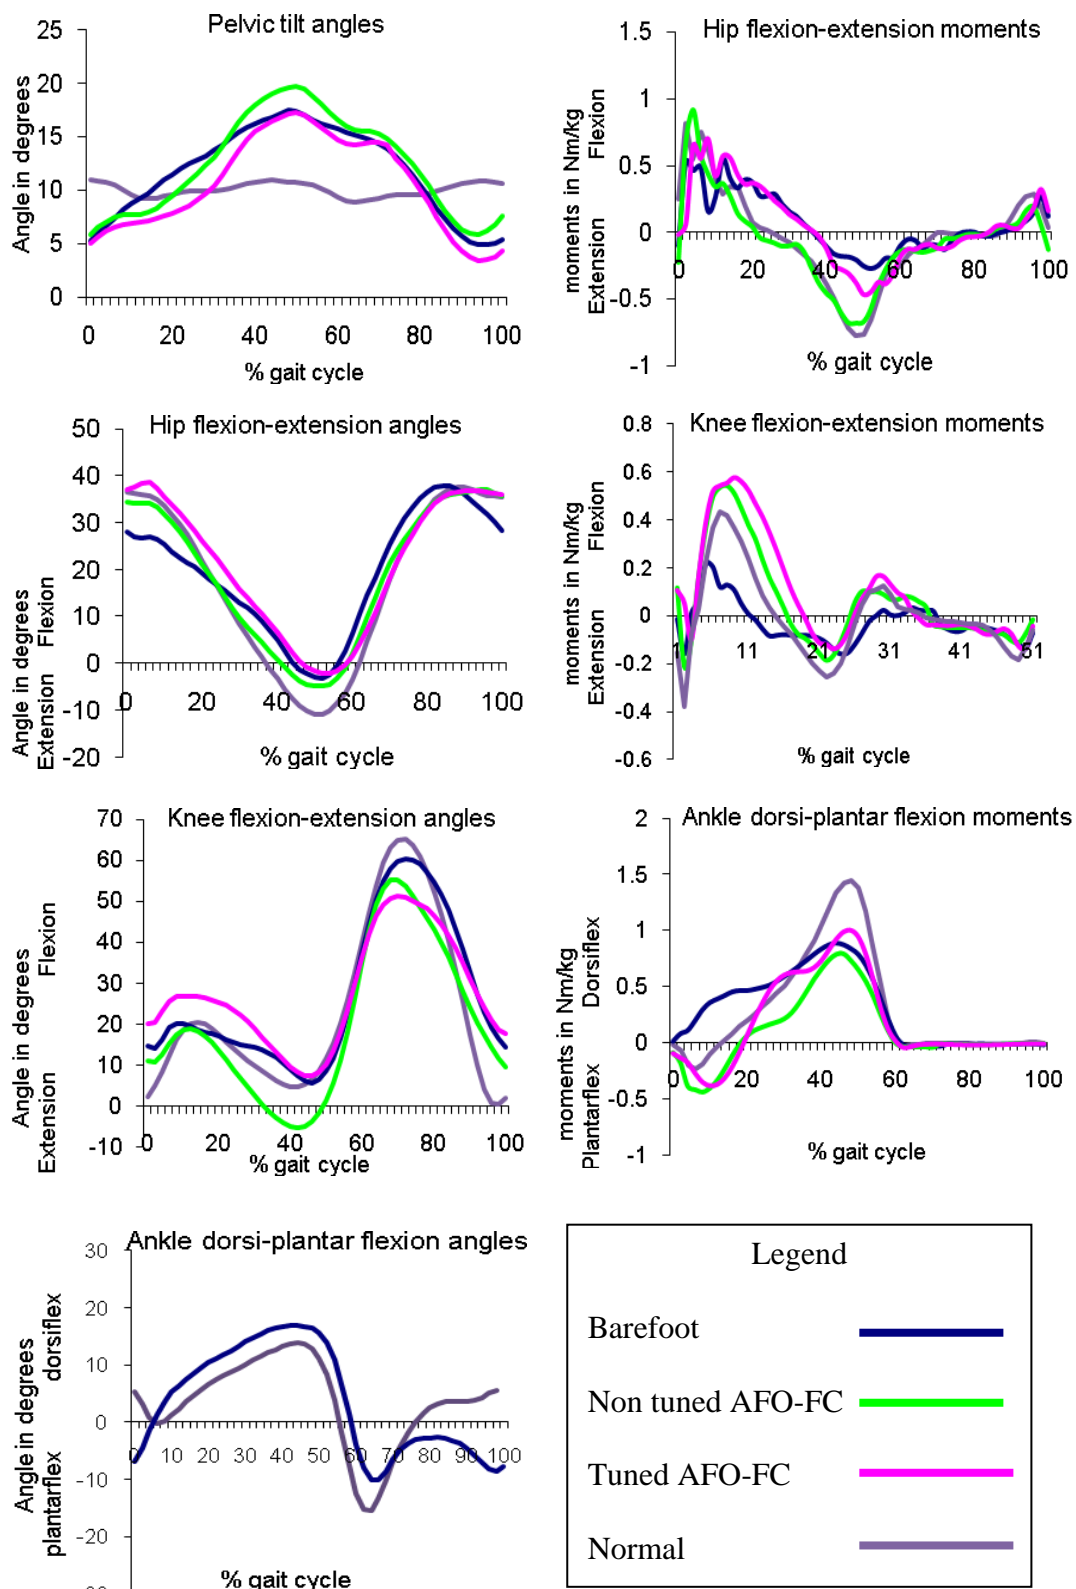 Pelvic tilt angles
Angle in degrees
25
20
15
10
5
0
0 20 40 60 80 100
% gait cycle
Hip flexion-extension moments
moments in Nm/kg
Extension Flexion
1.5
1
0.5
0
-0.5
-1
0 20 40 60 80 100
% gait cycle
Hip flexion-extension angles
Angle in degrees
Extension Flexion
50
40
30
20
10
0
-10
-20
0 20 40 60 80 100
% gait cycle
Knee flexion-extension moments
moments in Nm/kg
Extension Flexion
0.8
0.6
0.4
0.2
0
-0.2
-0.4
-0.6
1 11 21 31 41 51
% gait cycle
Knee flexion-extension angles
Angle in degrees
Extension Flexion
70
60
50
40
30
20
10
0
-10
0 20 40 60 80 100
% gait cycle
Ankle dorsi-plantar flexion moments
moments in Nm/kg
Plantarflex Dorsiflex
2
1.5
1
0.5
0
-0.5
-1
0 20 40 60 80 100
% gait cycle
Ankle dorsi-plantar flexion angles
Angle in degrees
plantarflex dorsiflex
30
20
10
0
-10
-20
0 10 20 30 40 50 60 70 80 90 100
% gait cycle
Legend
Barefoot
Non tuned AFO-FC
Tuned AFO-FC
Normal